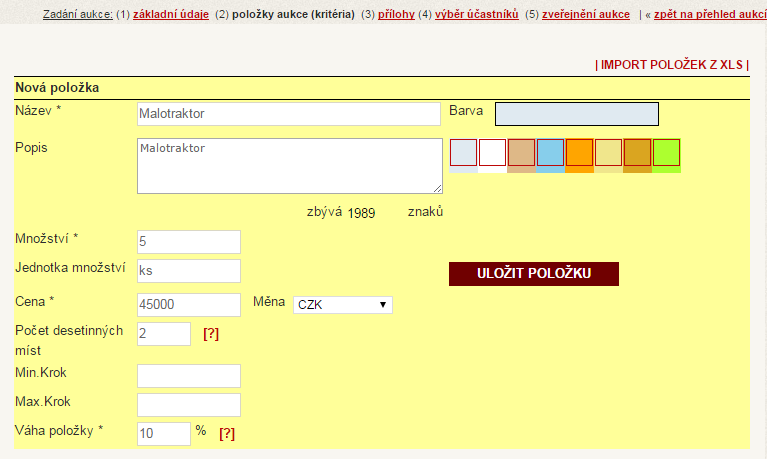 Zadání aukce: (1) základní údaje (2) položky aukce (kritéria) (3) přílohy (4) výběr účastníků (5) zveřejnění aukce | « zpět na přehled aukcí
| IMPORT POLOŽEK Z XLS |
Nová položka
Název * Malotraktor Barva
Popis Malotraktor
zbývá 1989 znaků
Množství * 5
Jednotka množství ks ULOŽIT POLOŽKU
Cena * 45000 Měna CZK
Počet desetinných 2 [?]
míst
Min.Krok
Max.Krok
Váha položky * 10 % [?]